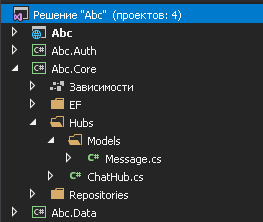 Решение "Abc" (проектов: 4)
Abc
Abc.Auth
Abc.Core
Зависимости
EF
Hubs
Models
C# Message.cs
C# ChatHub.cs
Repositories
Abc.Data